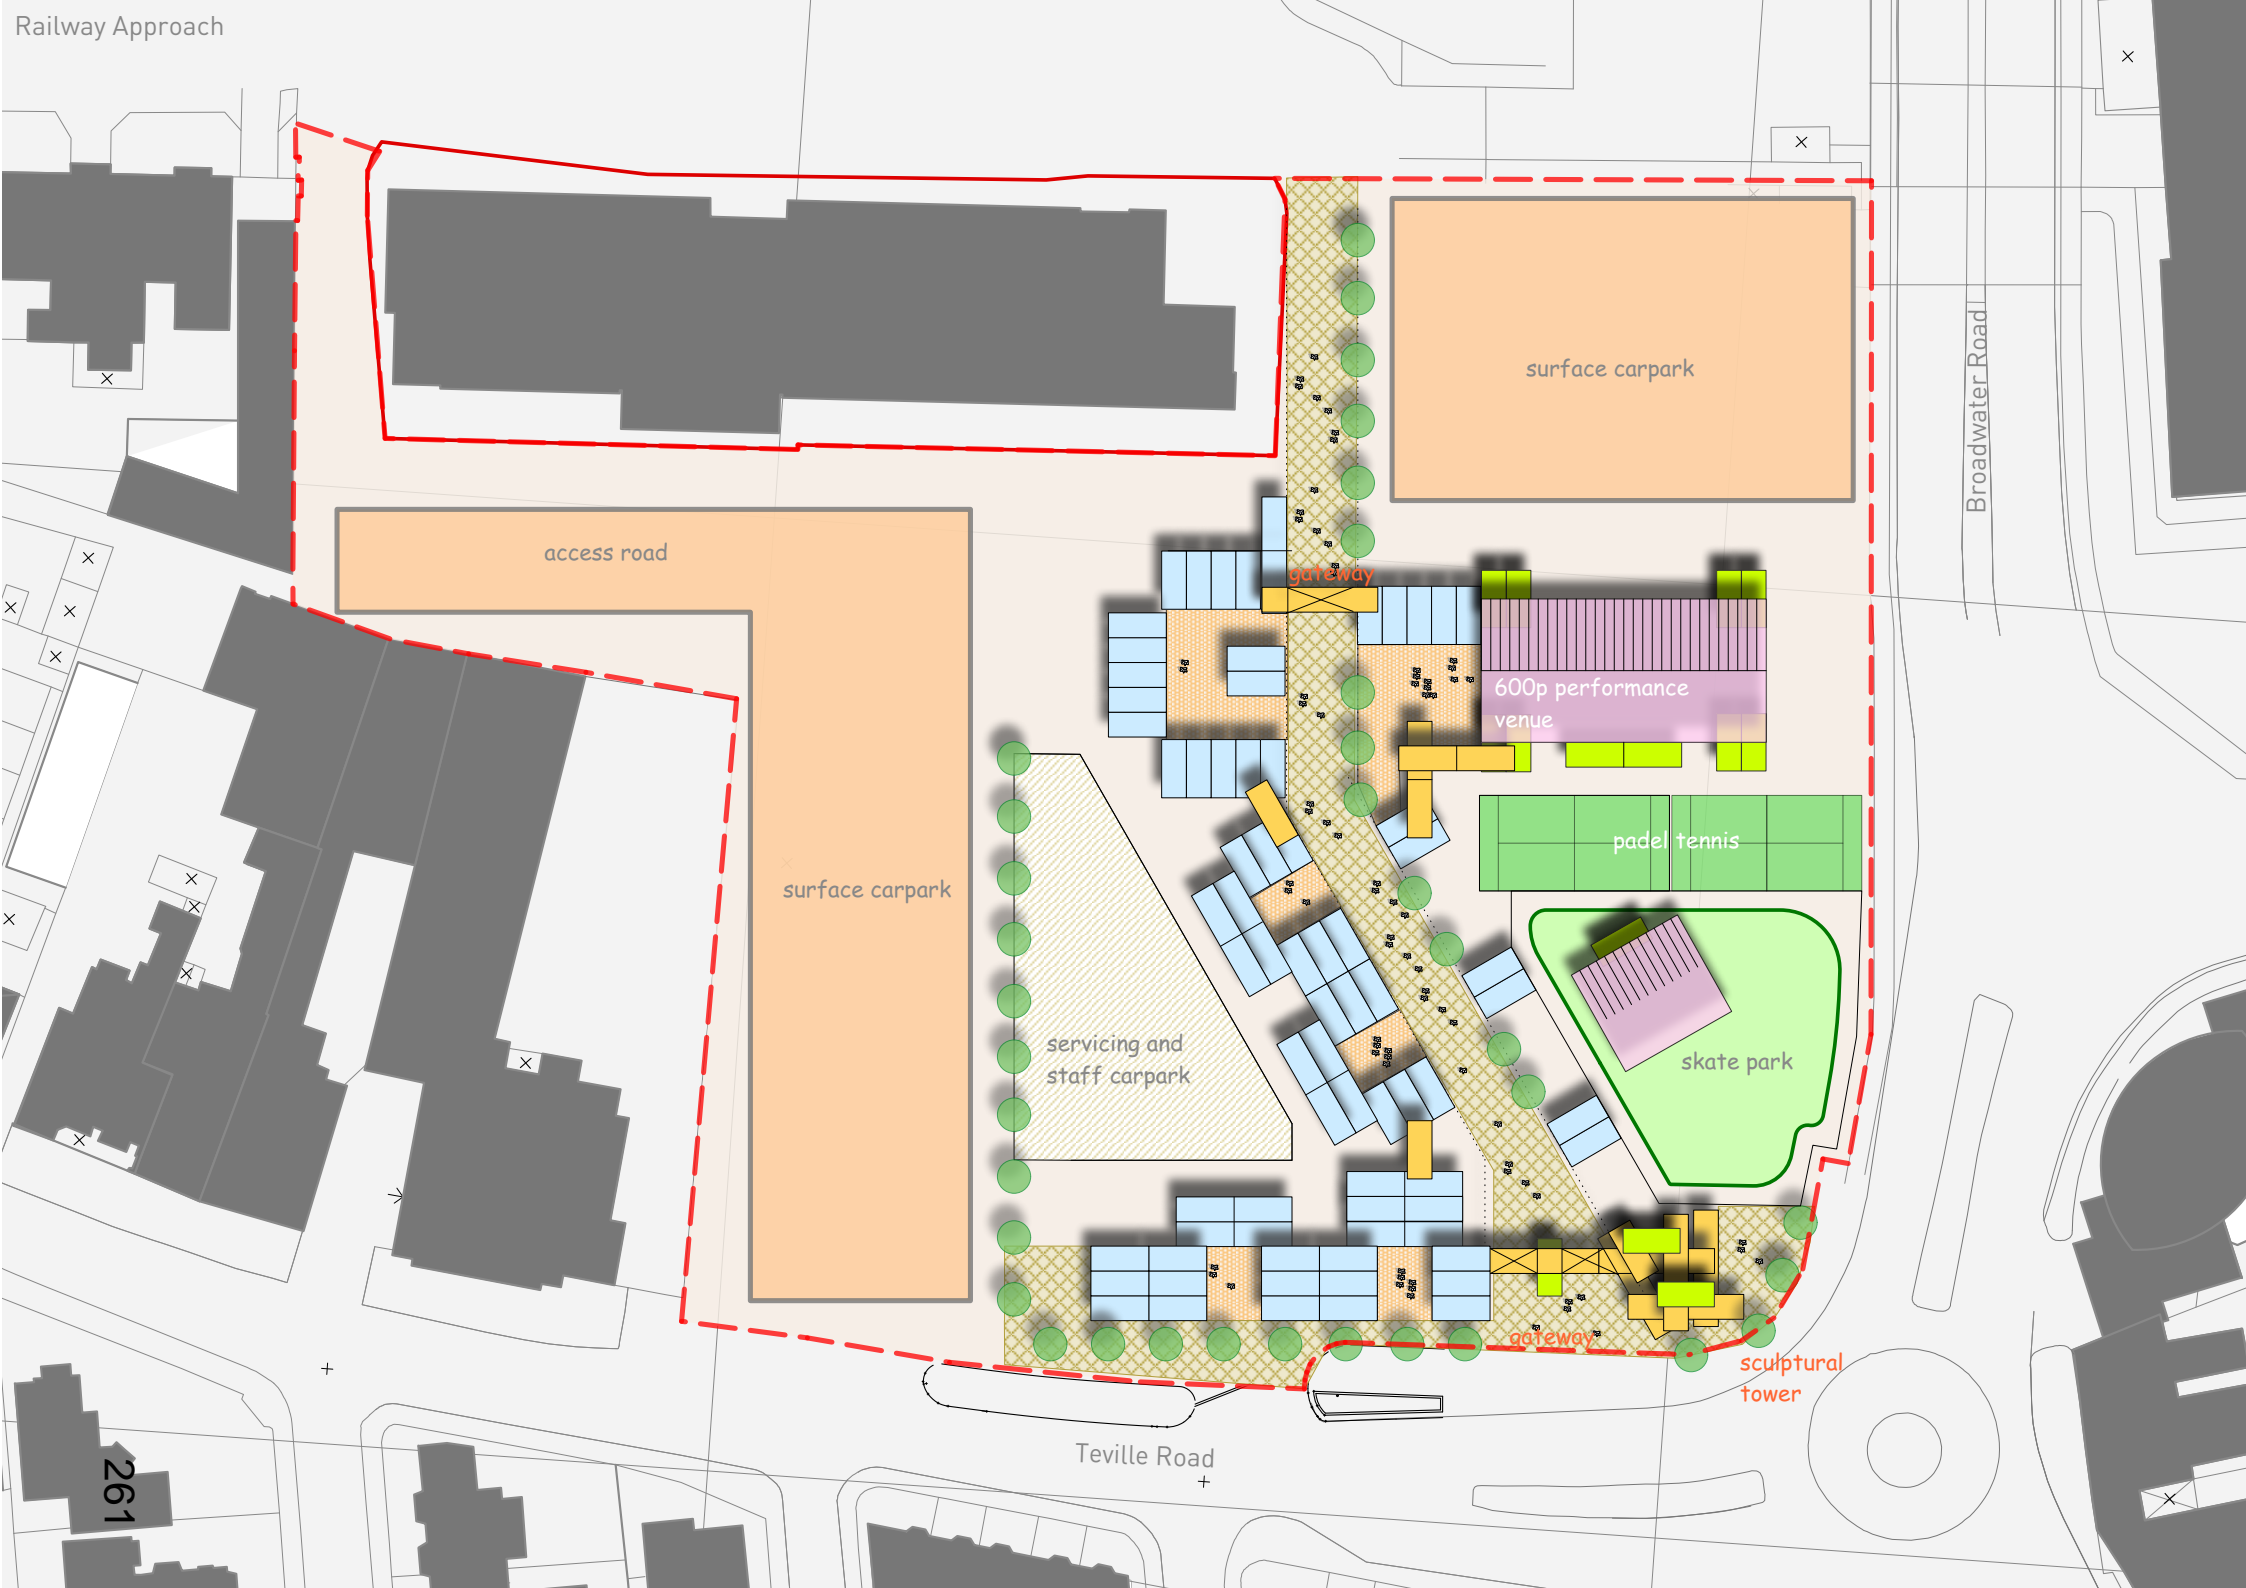 Railway Approach
surface carpark
Broadwater Road
access road
gateway
600p performance
venue
padel tennis
surface carpark
servicing and
staff carpark
skate park
gateway
sculptural
tower
Teville Road
261